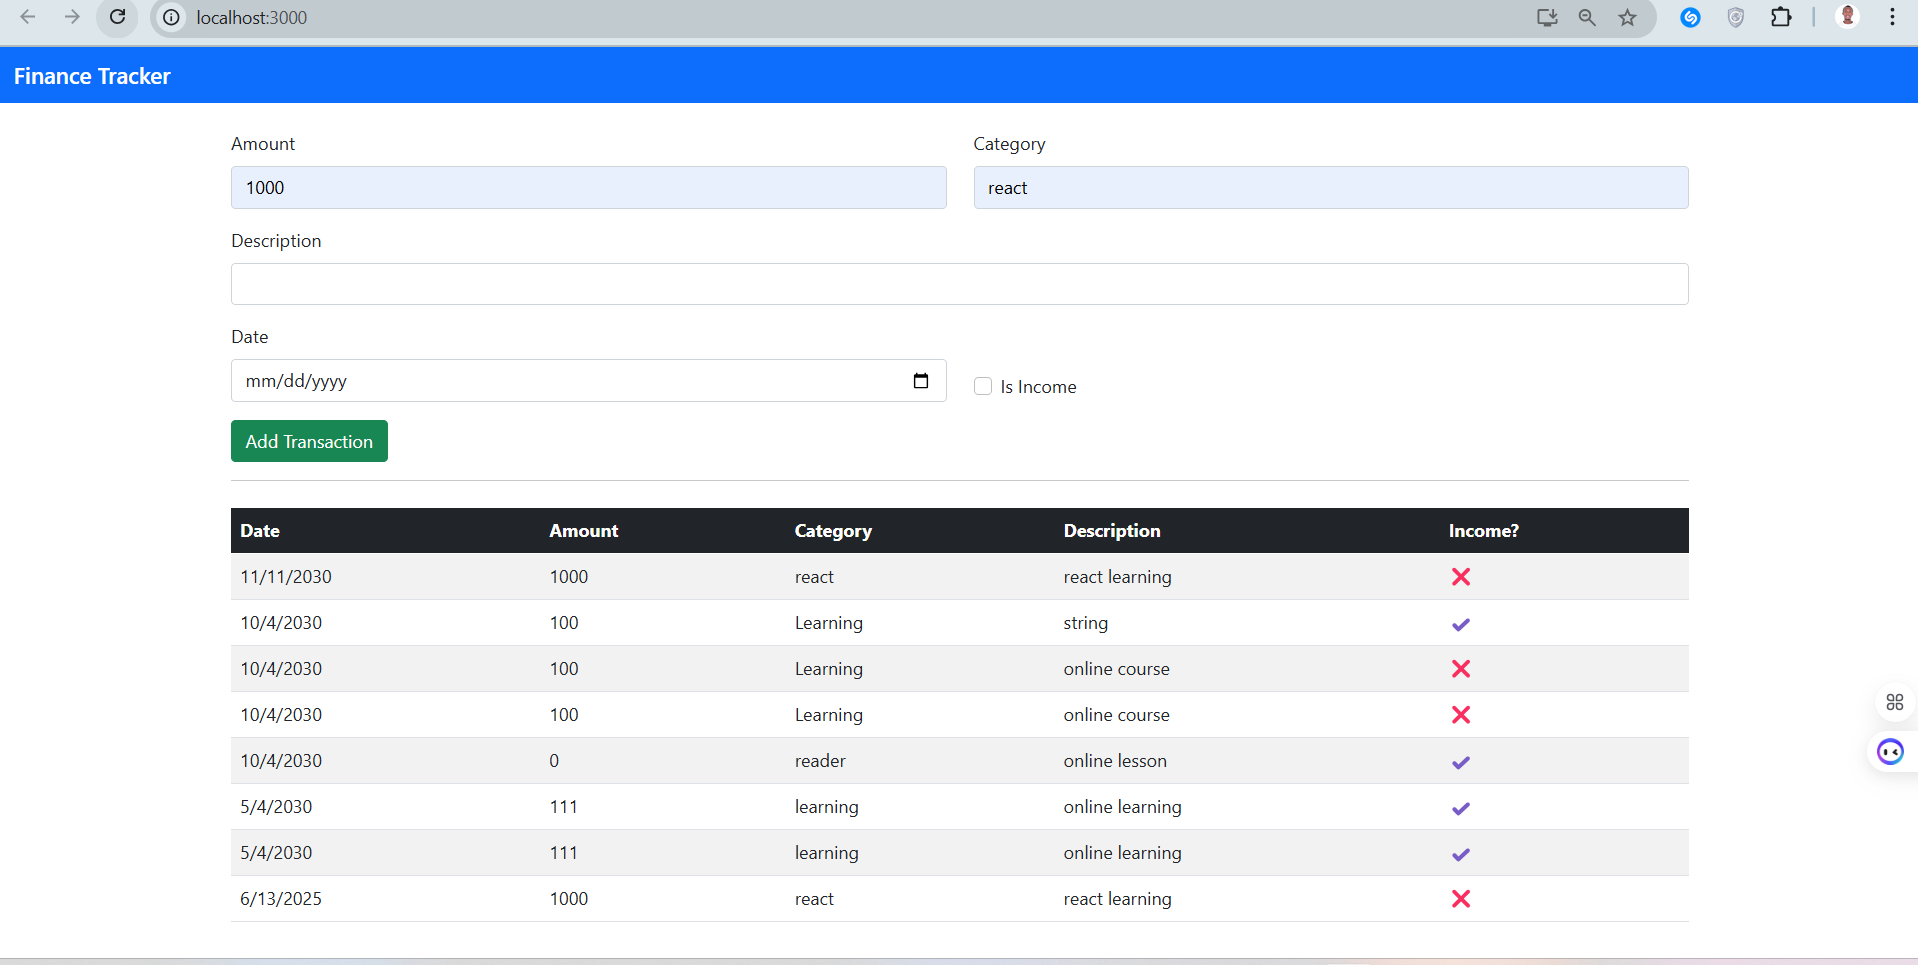 localhost:3000
Finance Tracker
Amount Category
1000 react
Description
Date
mm/dd/yyyy Is Income
Add Transaction
Date Amount Category Description Income?
11/11/2030 1000 react react learning ❌
10/4/2030 100 Learning string ✔
10/4/2030 100 Learning online course ❌
10/4/2030 100 Learning online course ❌
10/4/2030 0 reader online lesson ✔
5/4/2030 111 learning online learning ✔
5/4/2030 111 learning online learning ✔
6/13/2025 1000 react react learning ❌